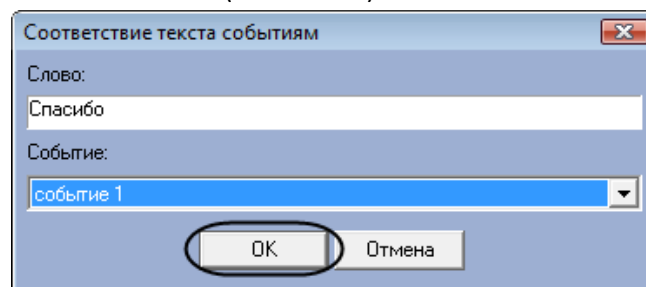 Соответствие текста событиям
Слово:
Спасибо
Событие:
событие 1
OK
Отмена